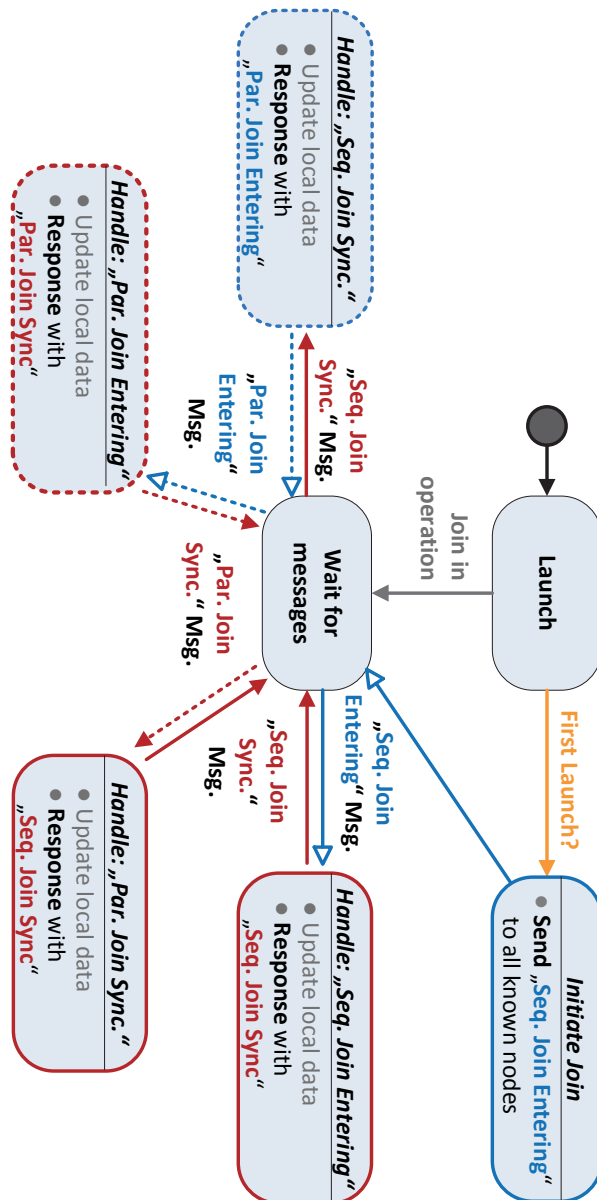 Launch
First Launch?
Initiate Join
● Send „Seq. Join Entering“
to all known nodes
Join in
operation
Wait for
messages
„Seq. Join
Sync.“ Msg.
„Par. Join
Entering“
Msg.
„Seq. Join
Entering“ Msg.
„Seq. Join
Sync.“
Msg.
„Par. Join
Sync.“ Msg.
Handle: „Seq. Join Sync.“
● Update local data
● Response with
„Par. Join Entering“
Handle: „Seq. Join Entering“
● Update local data
● Response with
„Seq. Join Sync“
Handle: „Par. Join Entering“
● Update local data
● Response with
„Par. Join Sync“
Handle: „Par. Join Sync.“
● Update local data
● Response with
„Seq. Join Sync“